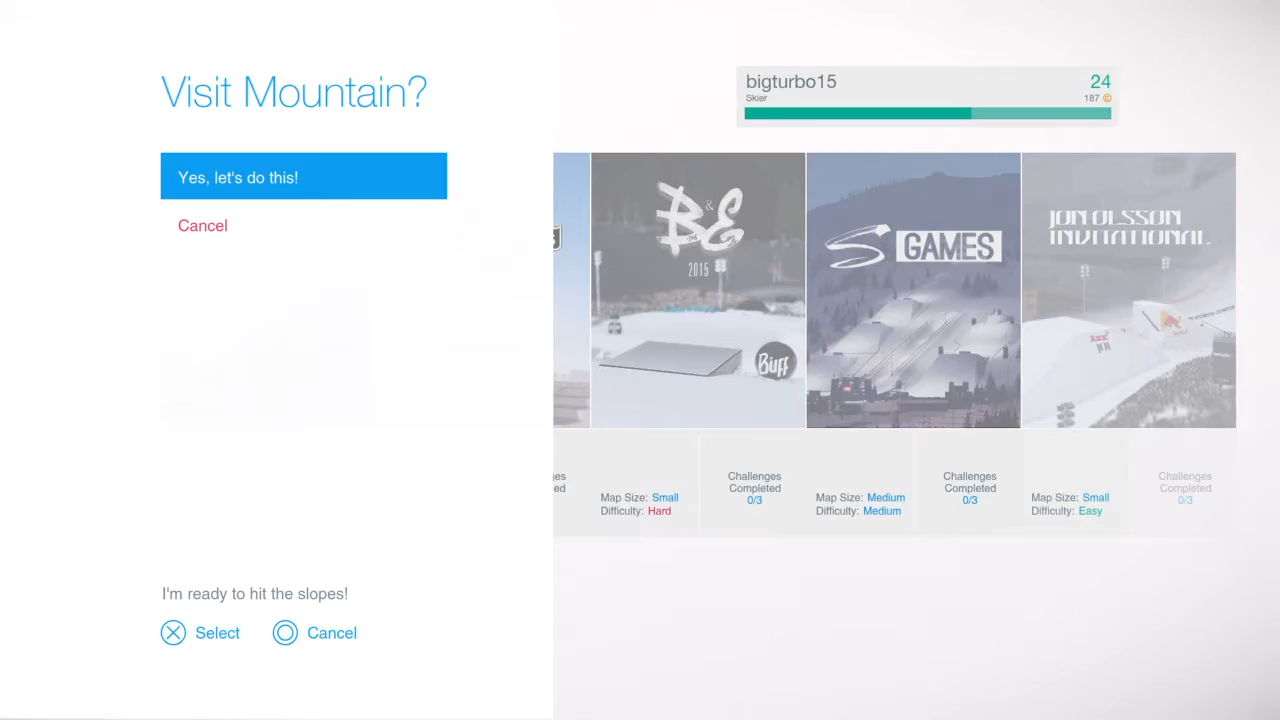 Visit Mountain?
Yes, let's do this!
Cancel
I'm ready to hit the slopes!
Select
Cancel
bigturbo15
24
Skier
187
B & E
2015
BUFF
S GAMES
JON OLSSON
INVITATIONAL
Challenges
Completed
0/3
Map Size: Small
Difficulty: Hard
Challenges
Completed
0/3
Map Size: Medium
Difficulty: Medium
Challenges
Completed
0/3
Map Size: Small
Difficulty: Easy